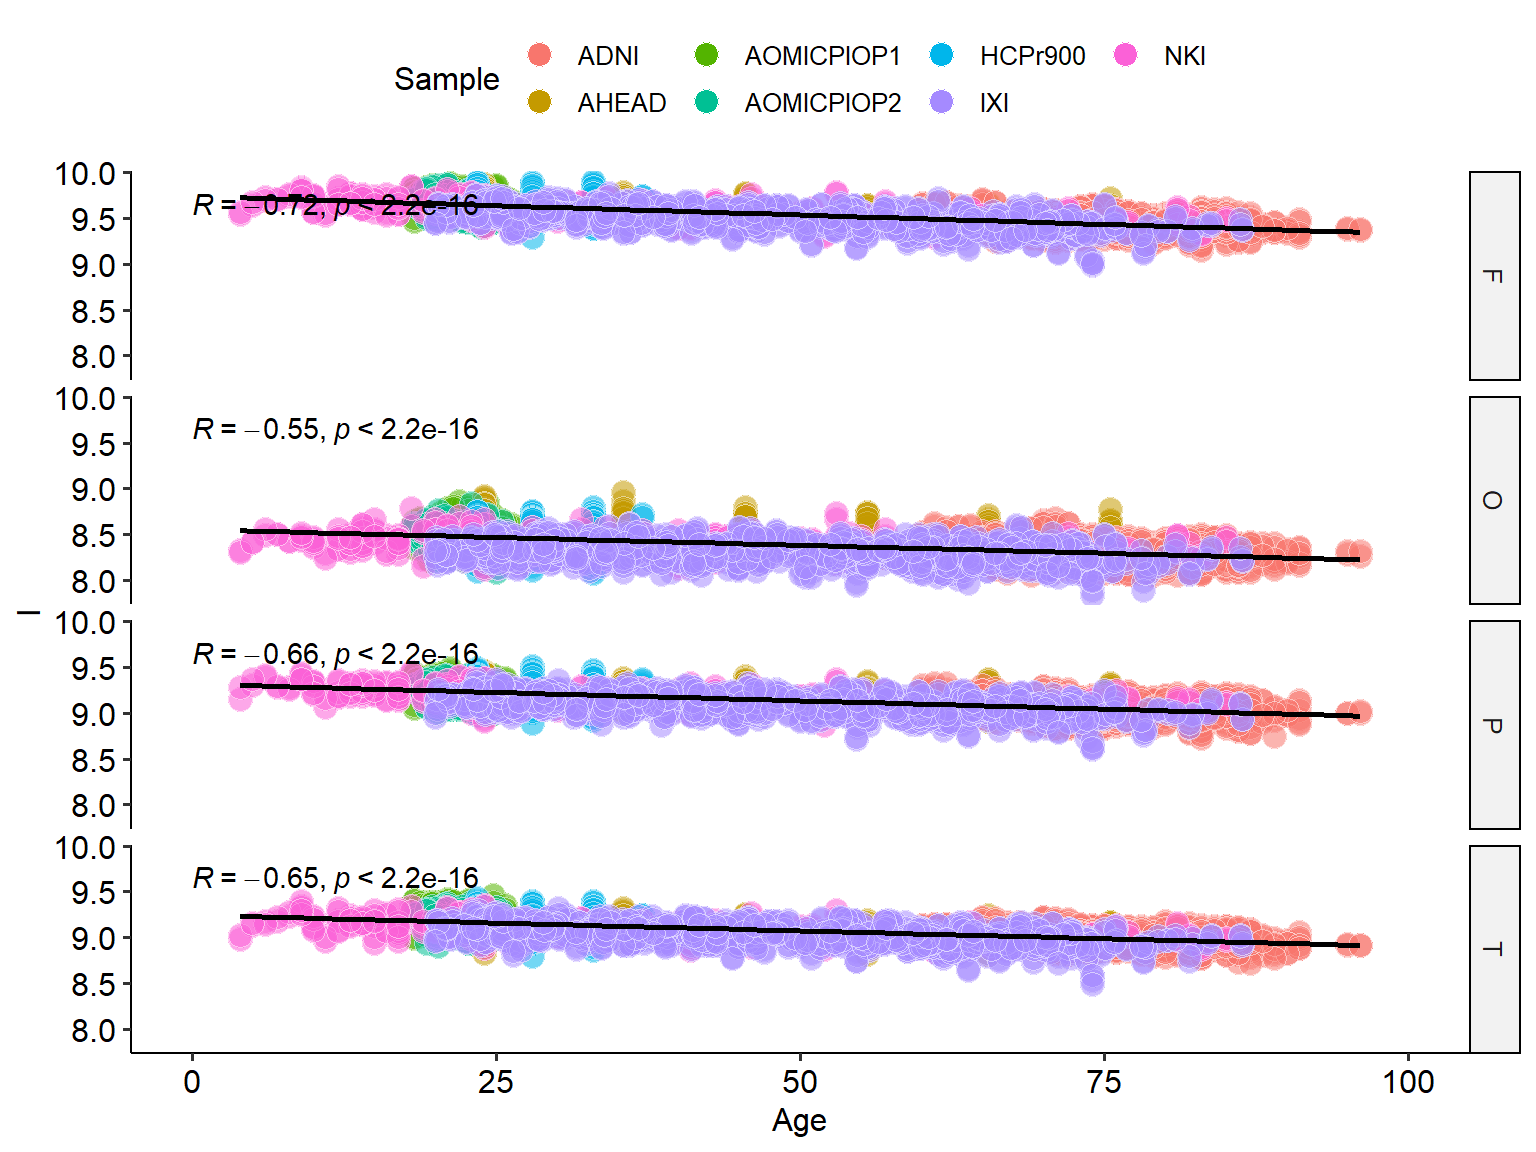 Sample
ADNI
AOMICPIOP1
HCPr900
NKI
AHEAD
AOMICPIOP2
IXI
10.0
9.5
9.0
8.5
8.0
R = −0.72, p < 2.2e-16
F
10.0
9.5
9.0
8.5
8.0
R = −0.55, p < 2.2e-16
O
I
10.0
9.5
9.0
8.5
8.0
R = −0.66, p < 2.2e-16
P
10.0
9.5
9.0
8.5
8.0
R = −0.65, p < 2.2e-16
T
0
25
50
75
100
Age